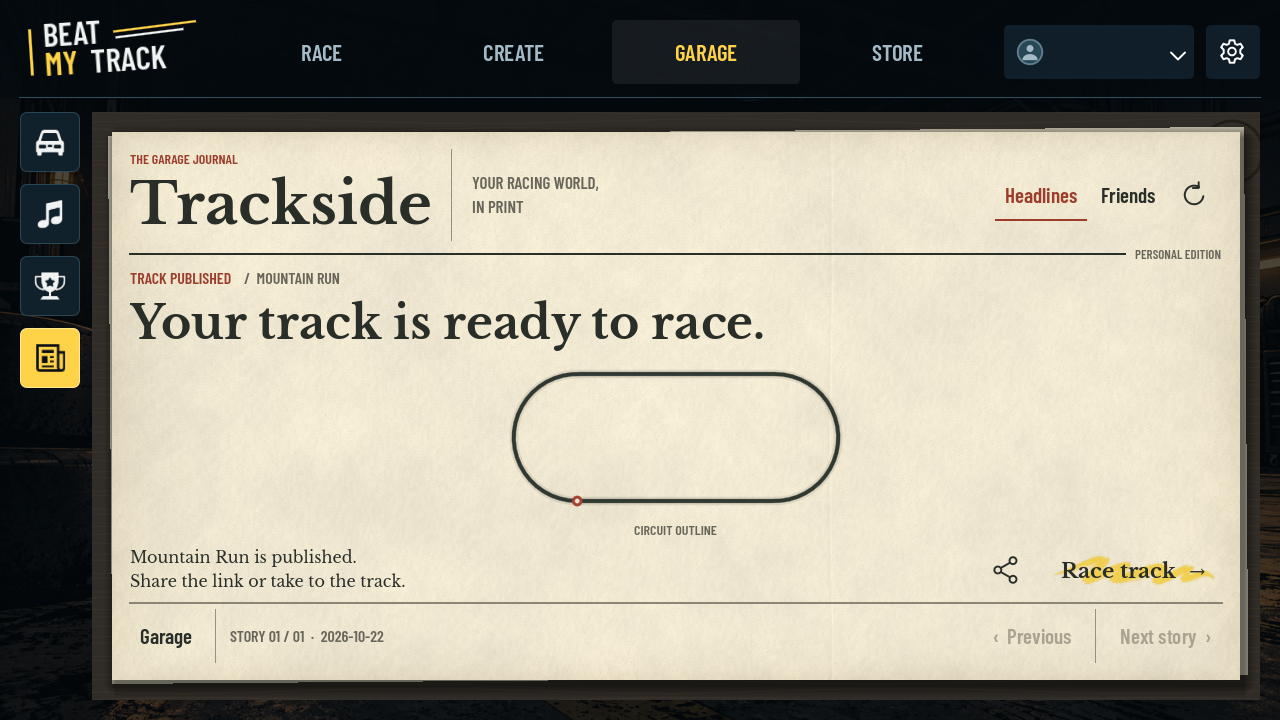 BEAT
MY TRACK
RACE
CREATE
GARAGE
STORE
THE GARAGE JOURNAL
Trackside
YOUR RACING WORLD,
IN PRINT
Headlines
Friends
PERSONAL EDITION
TRACK PUBLISHED / MOUNTAIN RUN
Your track is ready to race.
CIRCUIT OUTLINE
Mountain Run is published.
Share the link or take to the track.
Race track →
Garage
STORY 01 / 01 · 2026-10-22
‹ Previous
Next story ›